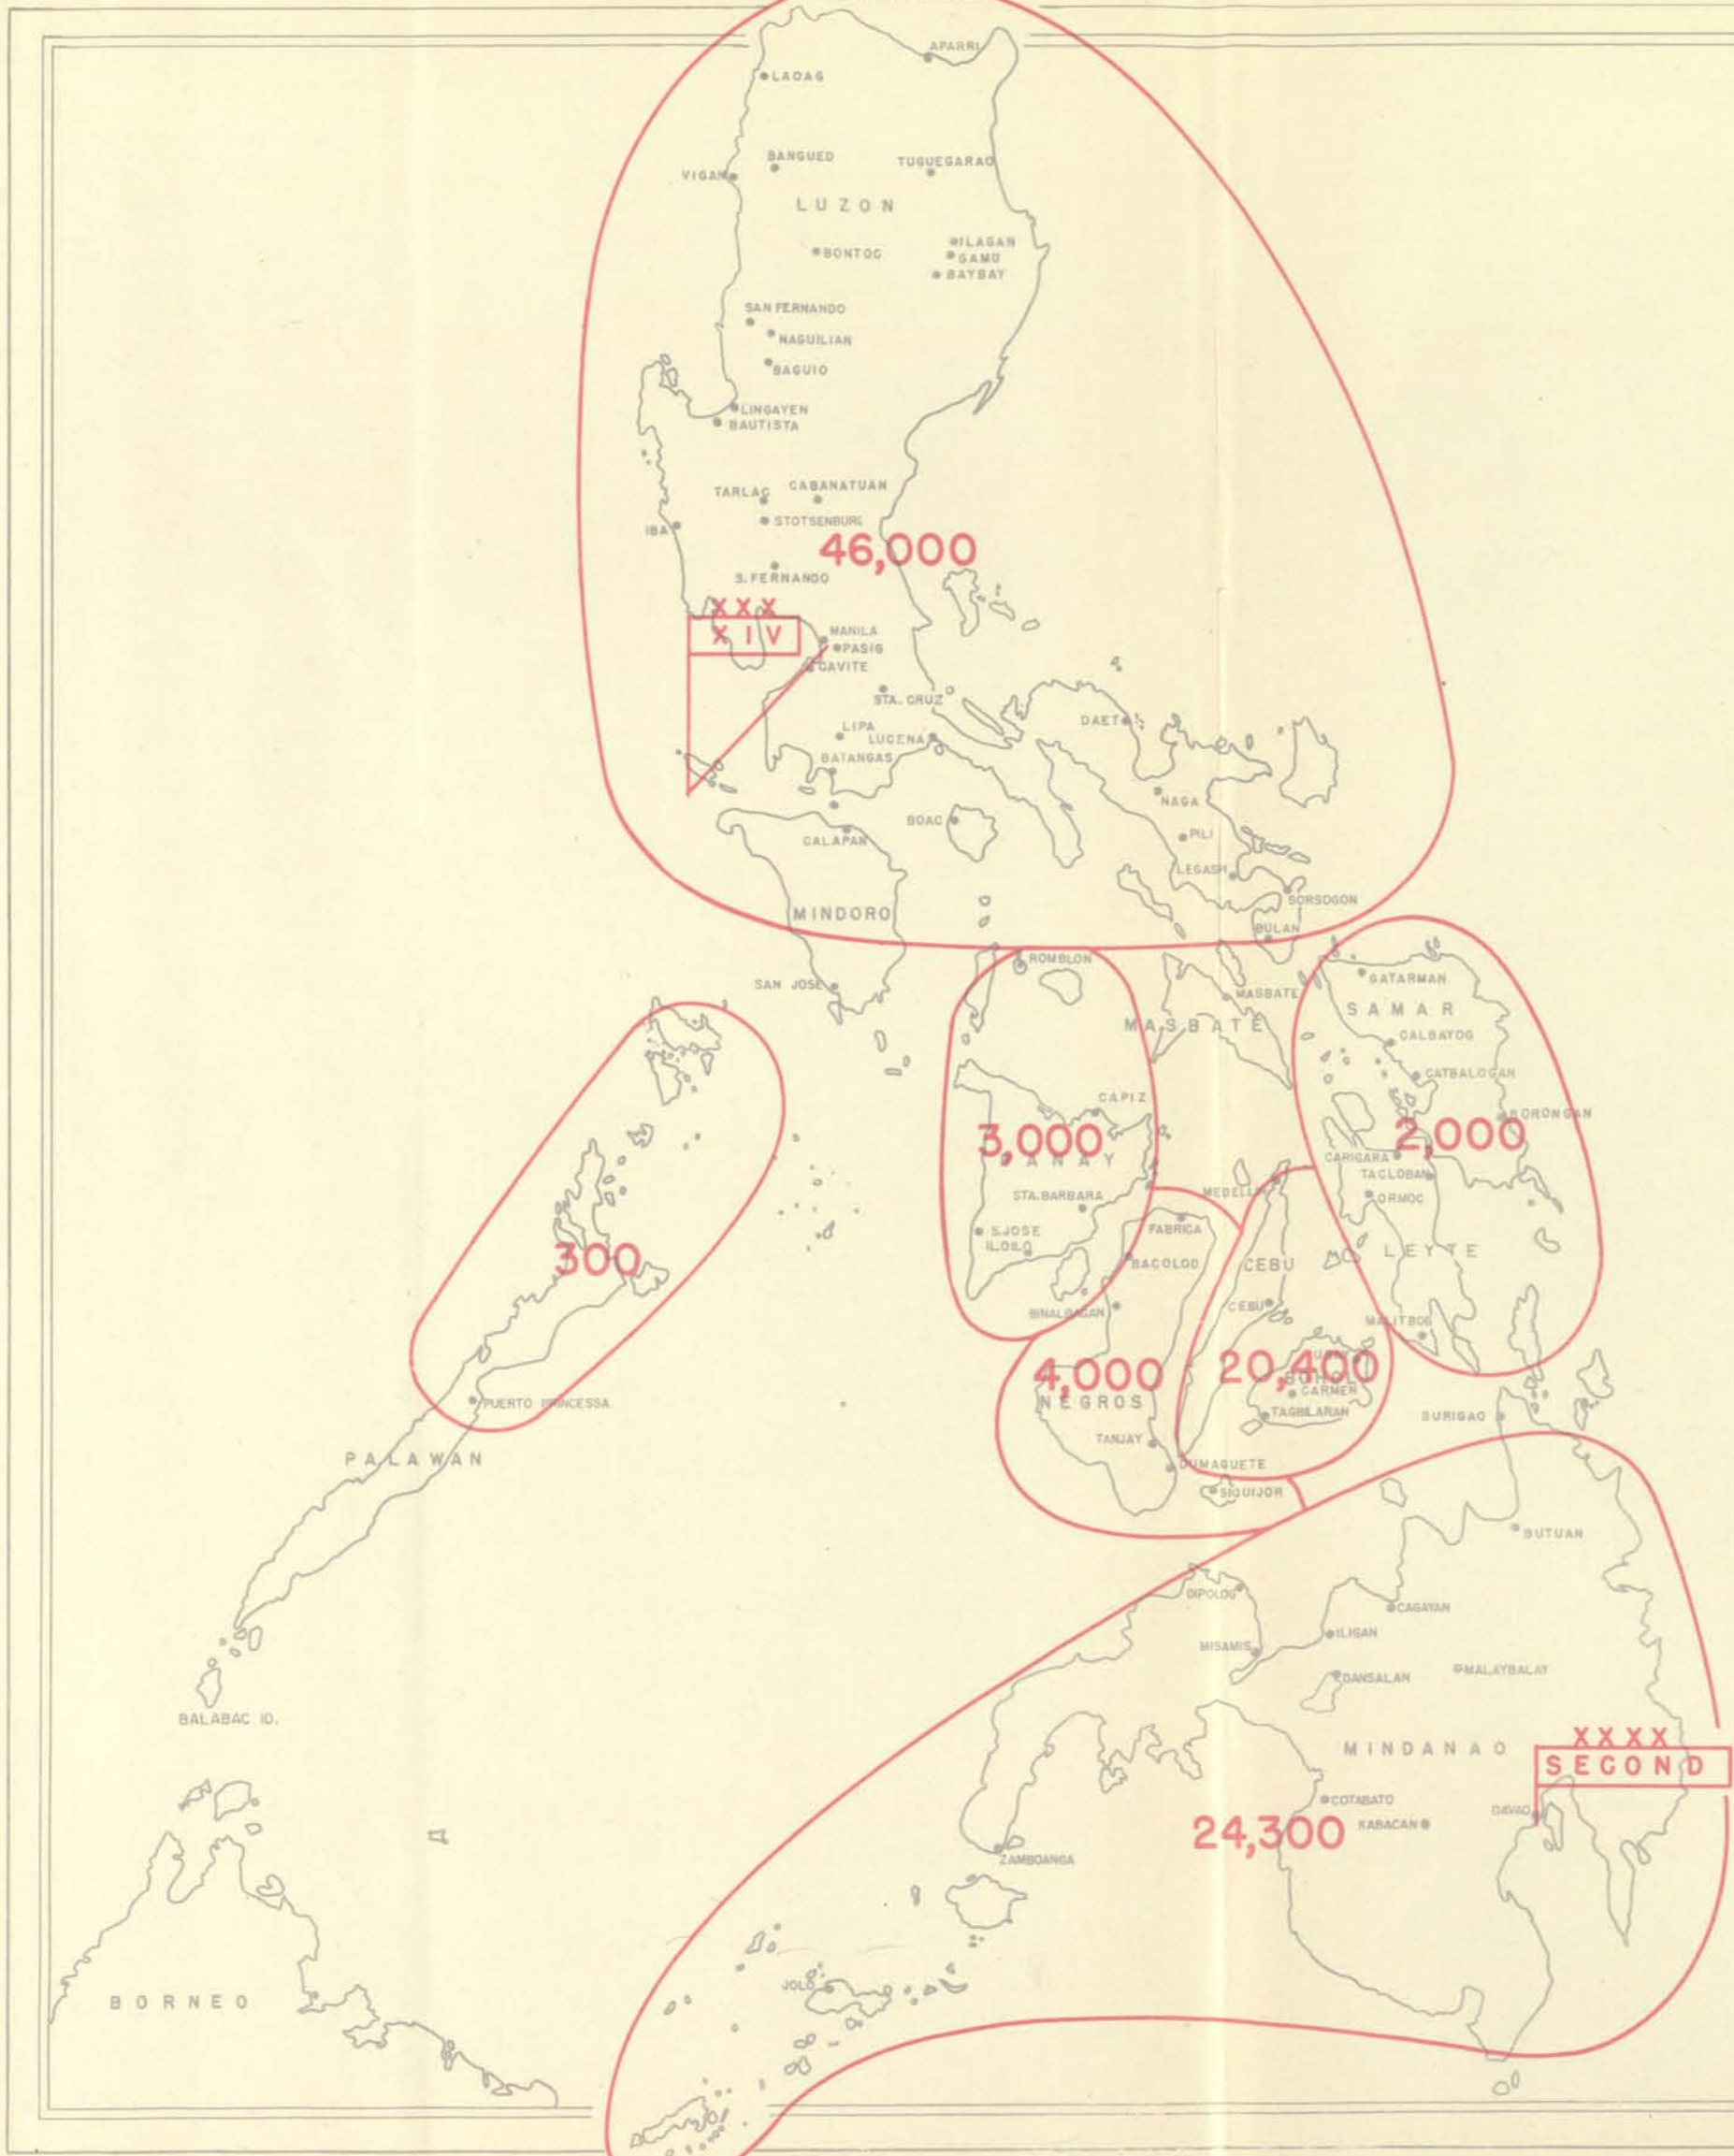 APARRI
LAOAG
BANGUED
TUGUEGARAO
VIGAN
LUZON
ILAGAN
BONTOC
GAMU
BAYBAY
SAN FERNANDO
NAGUILIAN
BAGUIO
LINGAYEN
BAUTISTA
TARLAC
CABANATUAN
STOTSENBURG
IBA
46,000
S. FERNANDO
XXX
XIV
MANILA
PASIG
CAVITE
STA. CRUZ
DAET
LIPA
LUCENA
BATANGAS
NAGA
BOAC
PILI
CALAPAN
LEGASPI
SORSOGON
MINDORO
BULAN
ROMBLON
CATARMAN
SAN JOSE
MASBATE
SAMAR
MASBATE
CALBAYOG
CATBALOGAN
CAPIZ
BORONGAN
3,000
2,000
PANAY
CARIGARA
TACLOBAN
STA. BARBARA
MEDELLIN
ORMOC
S. JOSE
FABRICA
ILOILO
LEYTE
300
BACOLOD
CEBU
BINALBAGAN
CEBU
MALITBOG
4,000
20,400
BOHOL
CARMEN
PUERTO PRINCESSA
NEGROS
TAGBILARAN
SURIGAO
TANJAY
PALAWAN
DUMAGUETE
SIQUIJOR
BUTUAN
DIPOLOG
CAGAYAN
MISAMIS
ILIGAN
DANSALAN
MALAYBALAY
BALABAC ID.
MINDANAO
XXXX
SECOND
COTABATO
DAVAO
24,300
KABACAN
ZAMBOANGA
JOLO
BORNEO